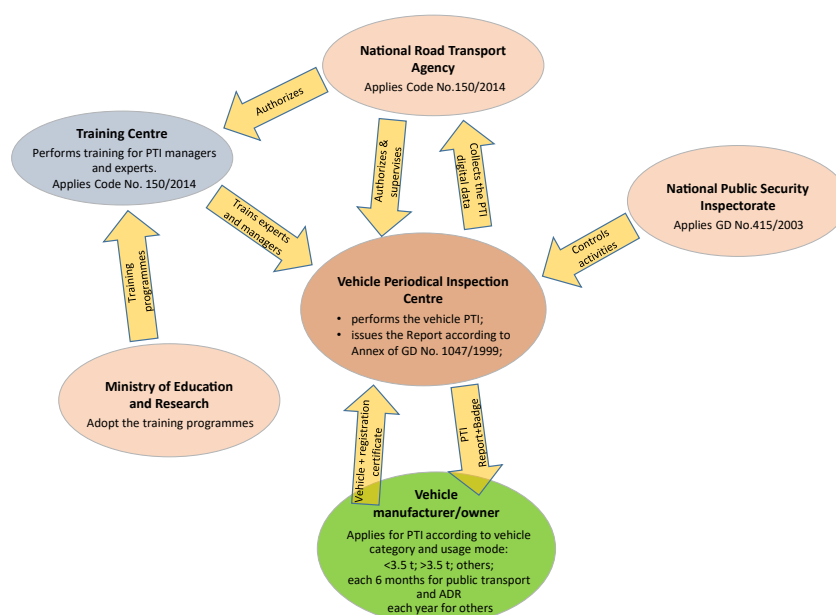 National Road Transport
Agency
Applies Code No.150/2014
Authorizes
Training Centre
Performs training for PTI managers
and experts.
Applies Code No. 150/2014
Authorizes &
supervises
Collects the PTI
digital data
National Public Security
Inspectorate
Applies GD No.415/2003
Trains experts
and managers
Controls
activities
Training
programmes
Vehicle Periodical Inspection
Centre
• performs the vehicle PTI;
• issues the Report according to
Annex of GD No. 1047/1999;
Ministry of Education
and Research
Adopt the training programmes
Vehicle + registration
certificate
PTI
Report+Badge
Vehicle
manufacturer/owner
Applies for PTI according to vehicle
category and usage mode:
<3.5 t; >3.5 t; others;
each 6 months for public transport
and ADR
each year for others